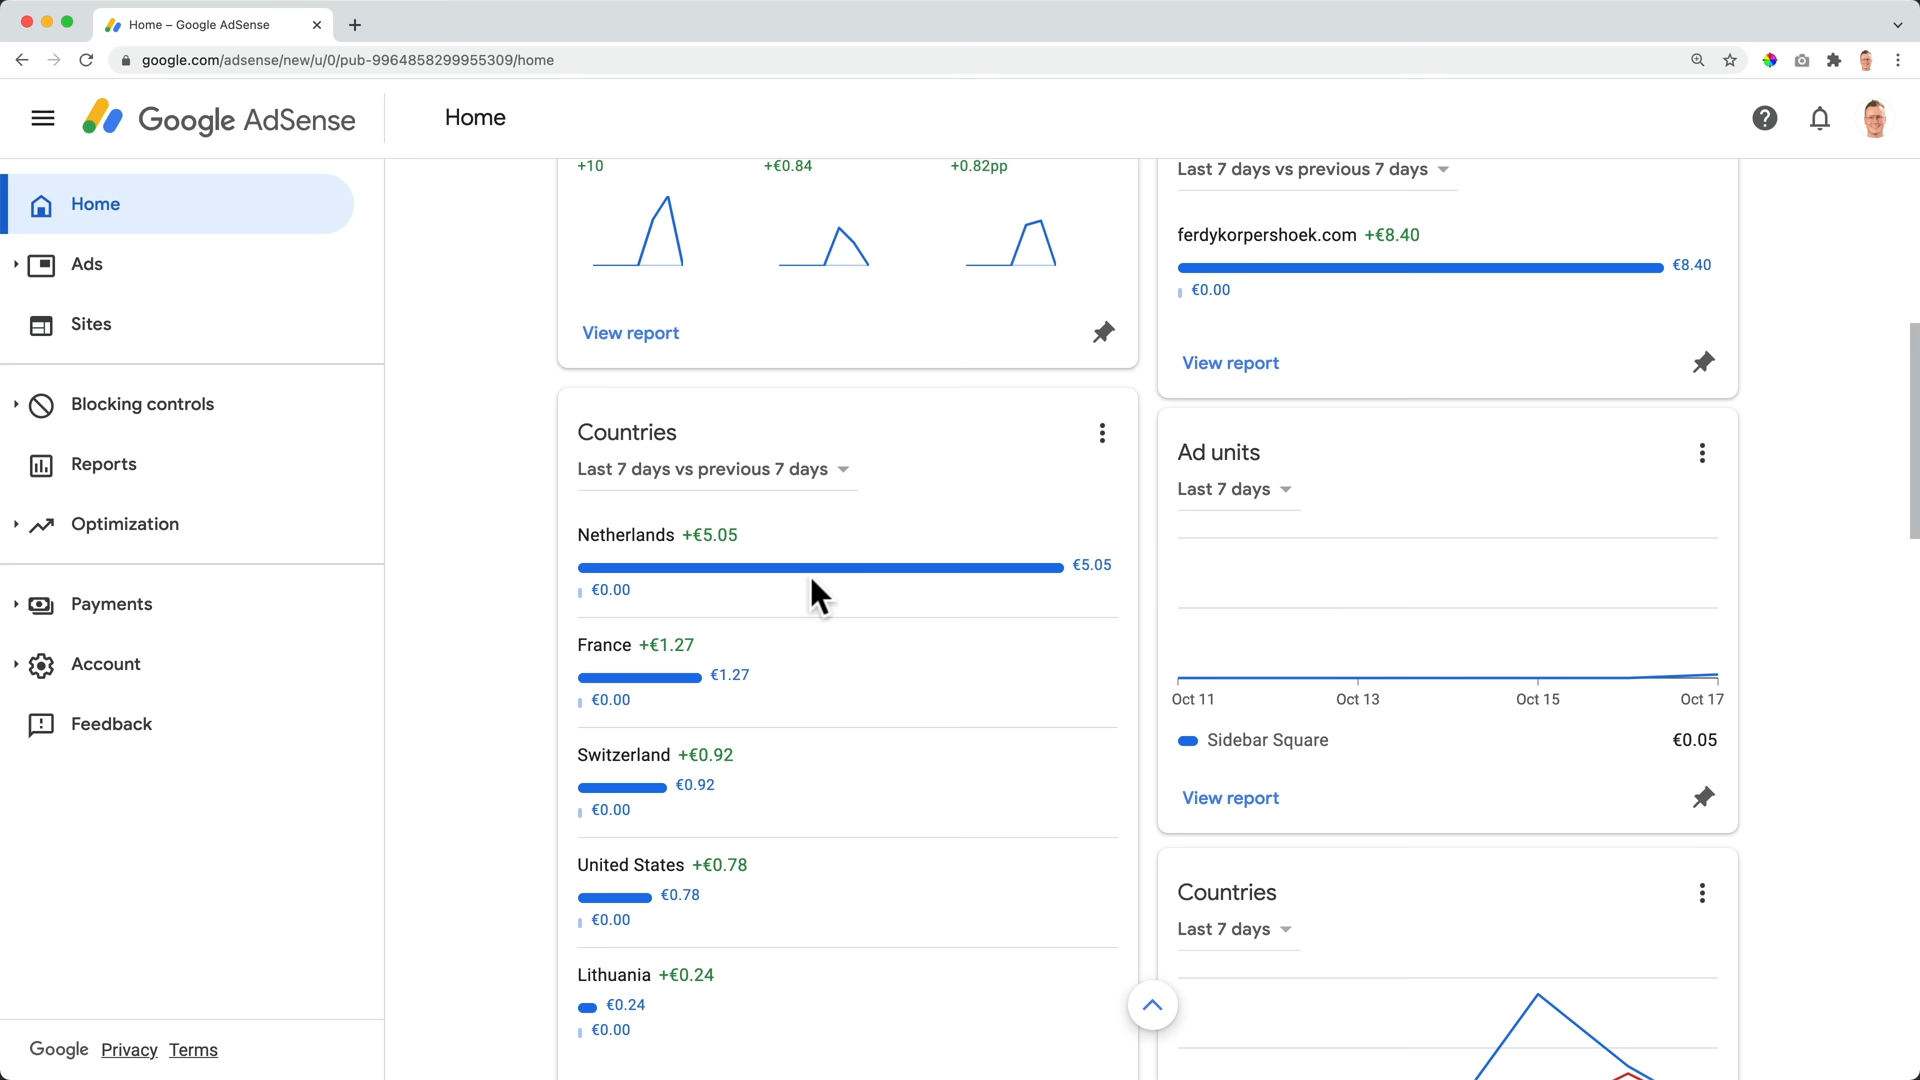 Home – Google AdSense
google.com/adsense/new/u/0/pub-9964858299955309/home
Google AdSense
Home
Home
Ads
Sites
Blocking controls
Reports
Optimization
Payments
Account
Feedback
Google Privacy Terms
+10 +€0.84 +0.82pp
View report
Countries
Last 7 days vs previous 7 days
Netherlands +€5.05
€5.05
€0.00
France +€1.27
€1.27
€0.00
Switzerland +€0.92
€0.92
€0.00
United States +€0.78
€0.78
€0.00
Lithuania +€0.24
€0.24
€0.00
Last 7 days vs previous 7 days
ferdykorpershoek.com +€8.40
€8.40
€0.00
View report
Ad units
Last 7 days
Oct 11 Oct 13 Oct 15 Oct 17
Sidebar Square €0.05
View report
Countries
Last 7 days